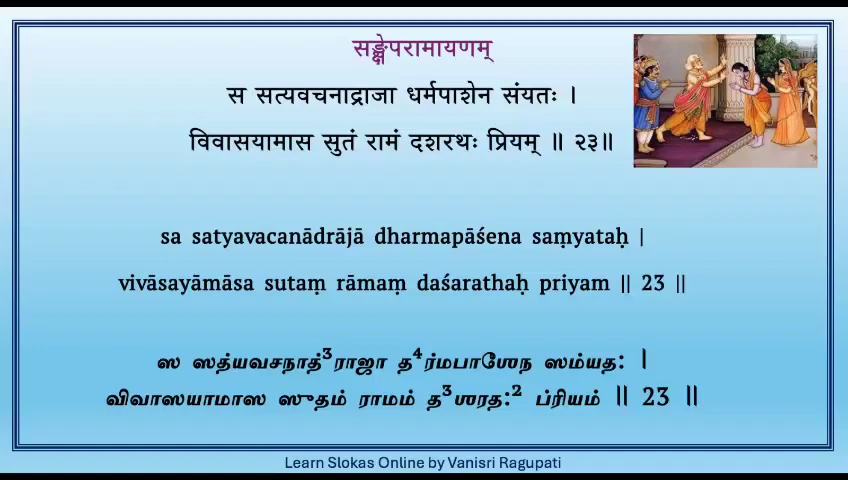 सङ्क्षेपरामायणम्
स सत्यवचनाद्राजा धर्मपाशेन संयतः ।
विवासयामास सुतं रामं दशरथः प्रियम् ॥ २३॥
sa satyavacanādrājā dharmapāśena saṃyataḥ |
vivāsayāmāsa sutaṃ rāmaṃ daśarathaḥ priyam || 23 ||
ஸ ஸத்யவசநாத்³ராஜா த⁴ர்மபாஶேந ஸம்யத: ।
விவாஸயாமாஸ ஸுதம் ராமம் த³ஶரத:² ப்ரியம் ॥ 23 ॥
Learn Slokas Online by Vanisri Ragupati